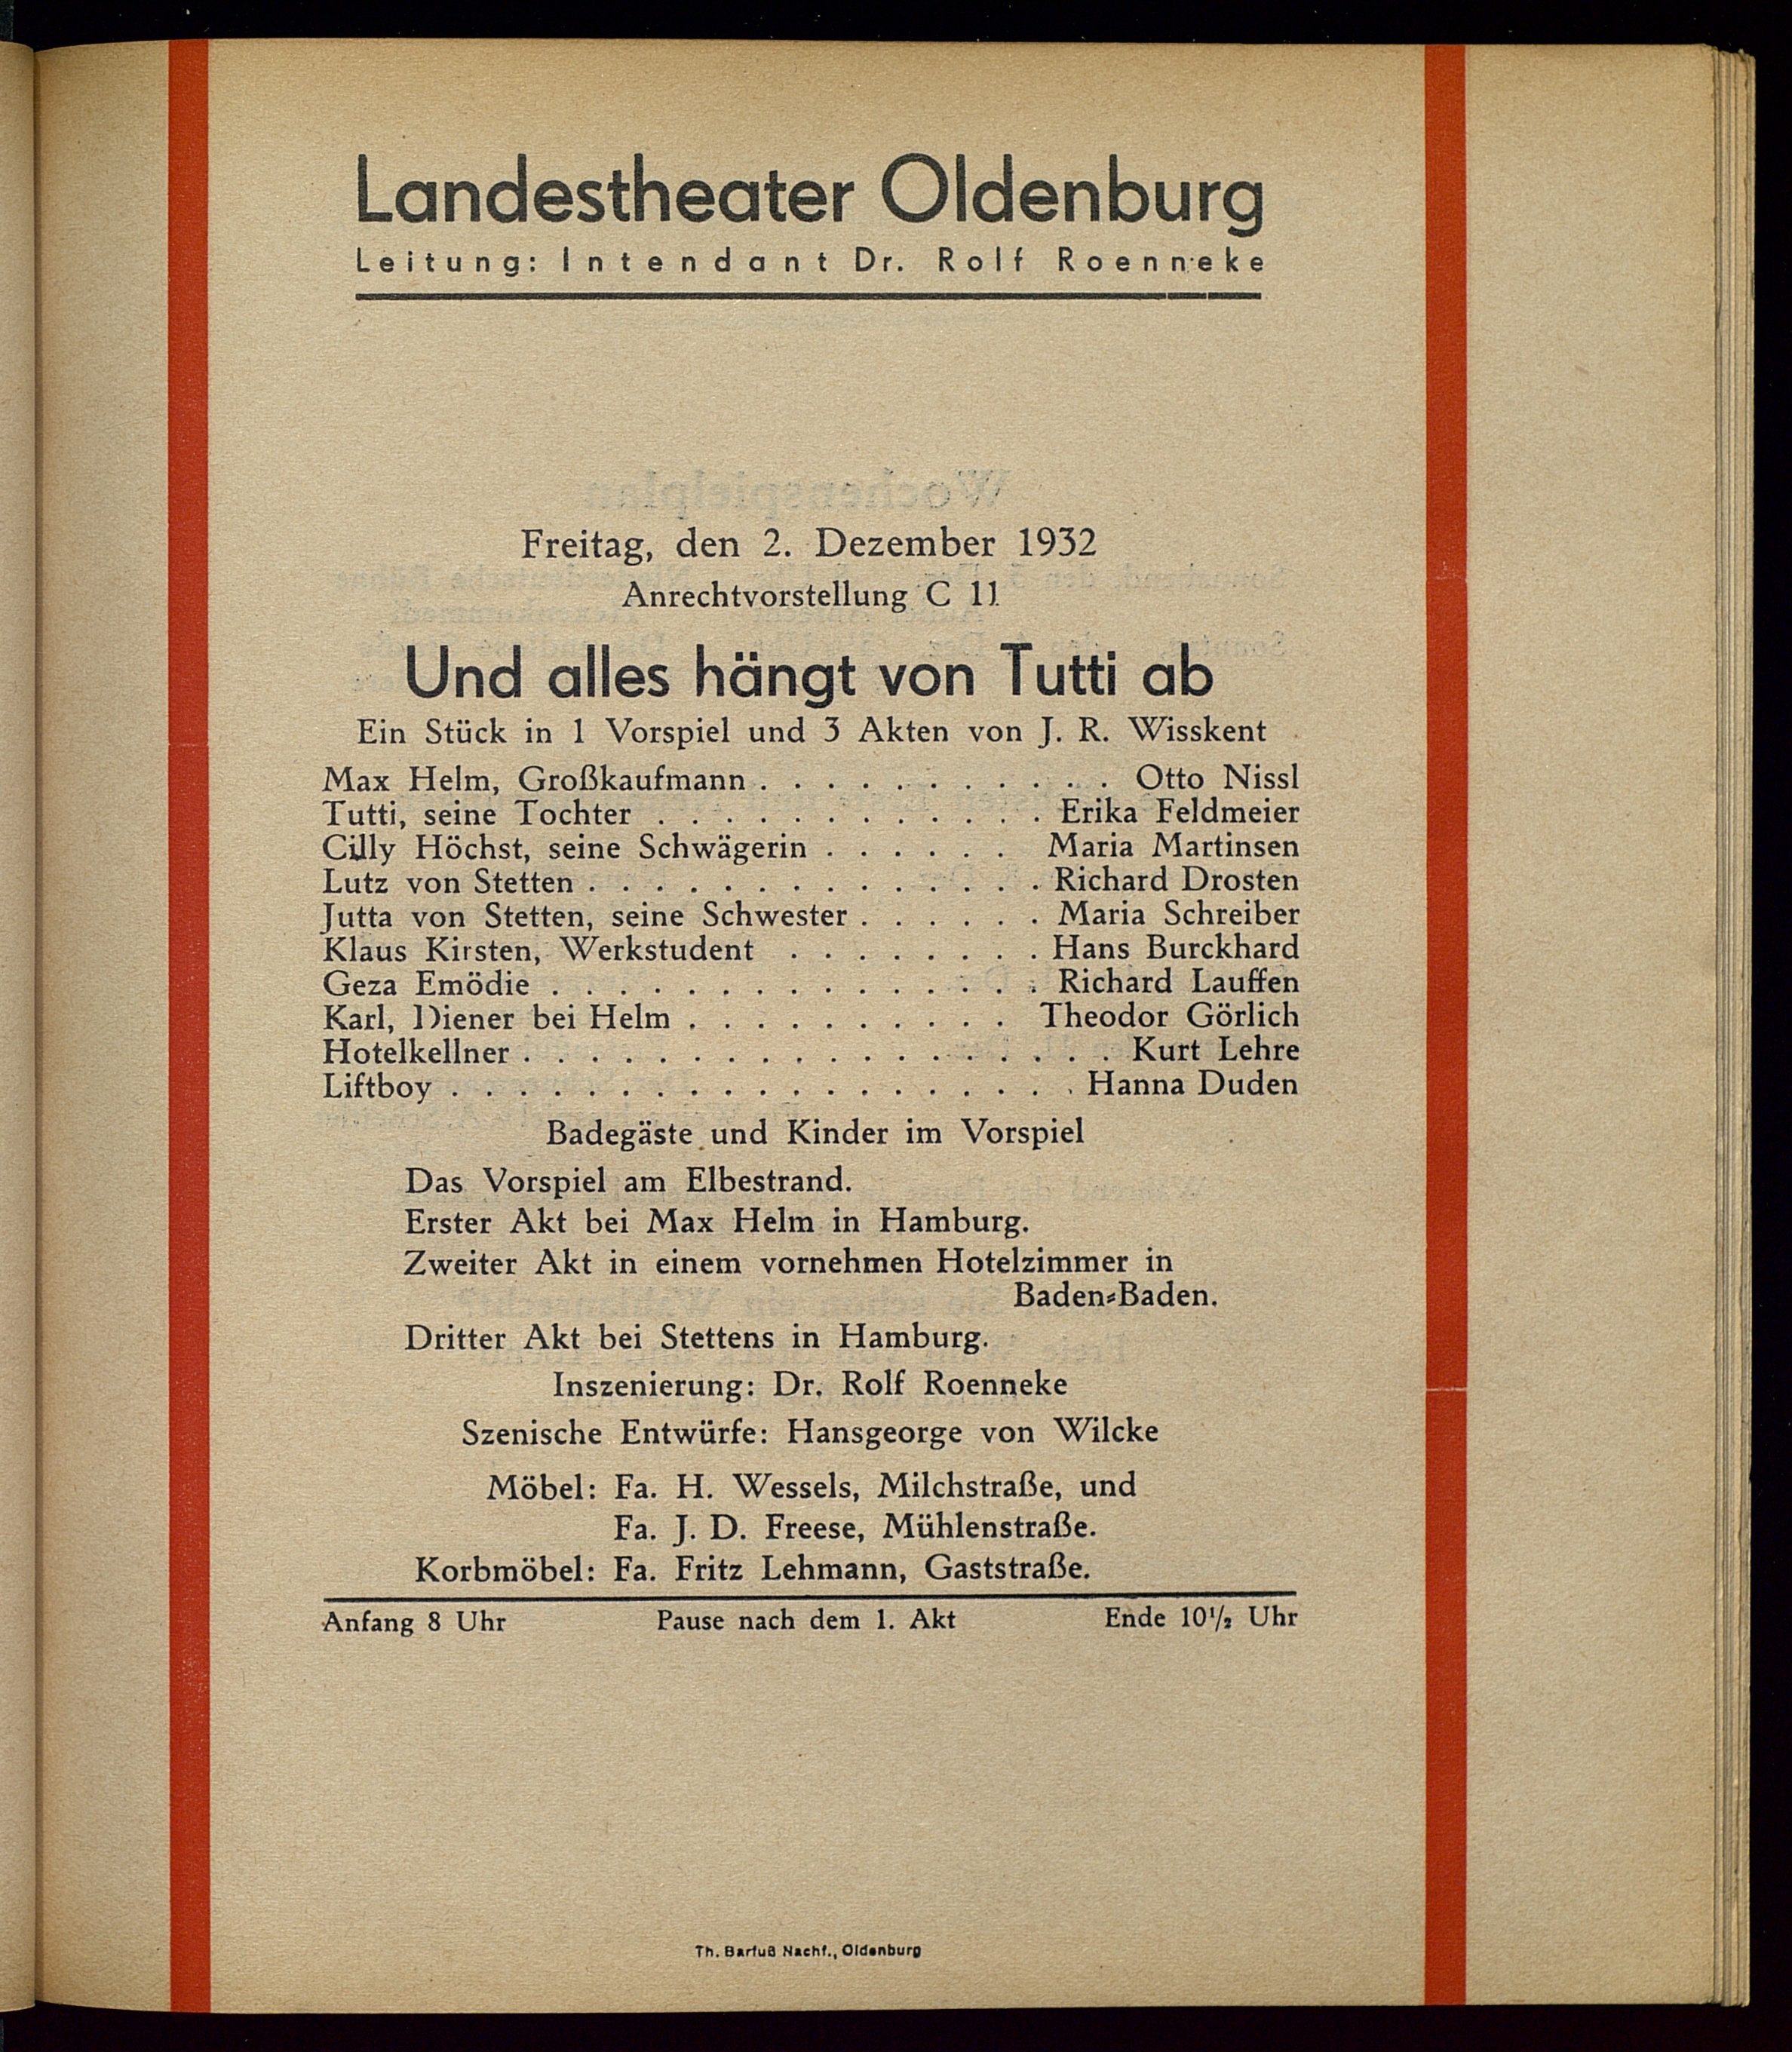 Landestheater Oldenburg
Leitung: Intendant Dr. Rolf Roenneke
Freitag, den 2. Dezember 1932
Anrechtvorstellung C 11
Und alles hängt von Tutti ab
Ein Stück in 1 Vorspiel und 3 Akten von J. R. Wisskent
Max Helm, Großkaufmann . . . . . . . . . . . Otto Nissl
Tutti, seine Tochter . . . . . . . . . . . . Erika Feldmeier
Cilly Höchst, seine Schwägerin . . . . . . Maria Martinsen
Lutz von Stetten . . . . . . . . . . . . . . Richard Drosten
Jutta von Stetten, seine Schwester . . . . . . Maria Schreiber
Klaus Kirsten, Werkstudent . . . . . . . . Hans Burckhard
Geza Emödie . . . . . . . . . . . . . . . Richard Lauffen
Karl, Diener bei Helm . . . . . . . . . . Theodor Görlich
Hotelkellner . . . . . . . . . . . . . . . . . . Kurt Lehre
Liftboy . . . . . . . . . . . . . . . . . . . Hanna Duden
Badegäste und Kinder im Vorspiel
Das Vorspiel am Elbestrand.
Erster Akt bei Max Helm in Hamburg.
Zweiter Akt in einem vornehmen Hotelzimmer in
Baden-Baden.
Dritter Akt bei Stettens in Hamburg.
Inszenierung: Dr. Rolf Roenneke
Szenische Entwürfe: Hansgeorge von Wilcke
Möbel: Fa. H. Wessels, Milchstraße, und
Fa. J. D. Freese, Mühlenstraße.
Korbmöbel: Fa. Fritz Lehmann, Gaststraße.
Anfang 8 Uhr Pause nach dem 1. Akt Ende 10½ Uhr
Th. Barfuß Nachf., Oldenburg